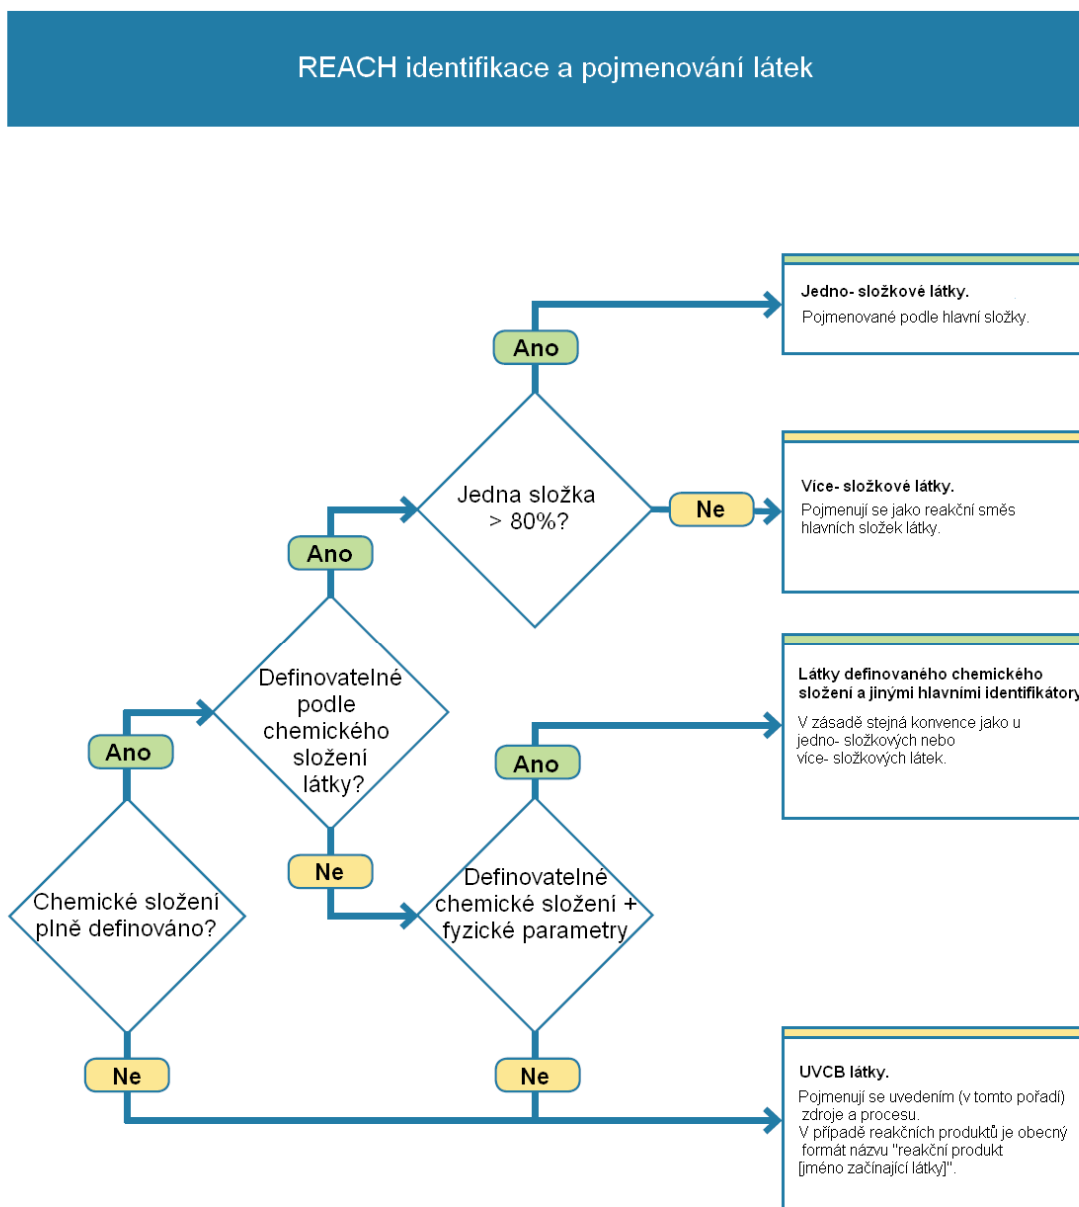 REACH identifikace a pojmenování látek
Jedno- složkové látky.
Pojmenované podle hlavní složky.
Ano
Jedna složka
> 80%?
Ne
Více- složkové látky.
Pojmenují se jako reakční směs
hlavních složek látky.
Ano
Definovatelné
podle
chemického
složení
látky?
Látky definovaného chemického
složení a jinými hlavními identifikátory
V zásadě stejná konvence jako u
jedno- složkových nebo
více- složkových látek.
Ano
Ano
Ne
Chemické složení
plně definováno?
Definovatelné
chemické složení +
fyzické parametry
Ne
Ne
UVCB látky.
Pojmenují se uvedením (v tomto pořadí)
zdroje a procesu.
V případě reakčních produktů je obecný
formát názvu "reakční produkt
[jméno začínající látky]".